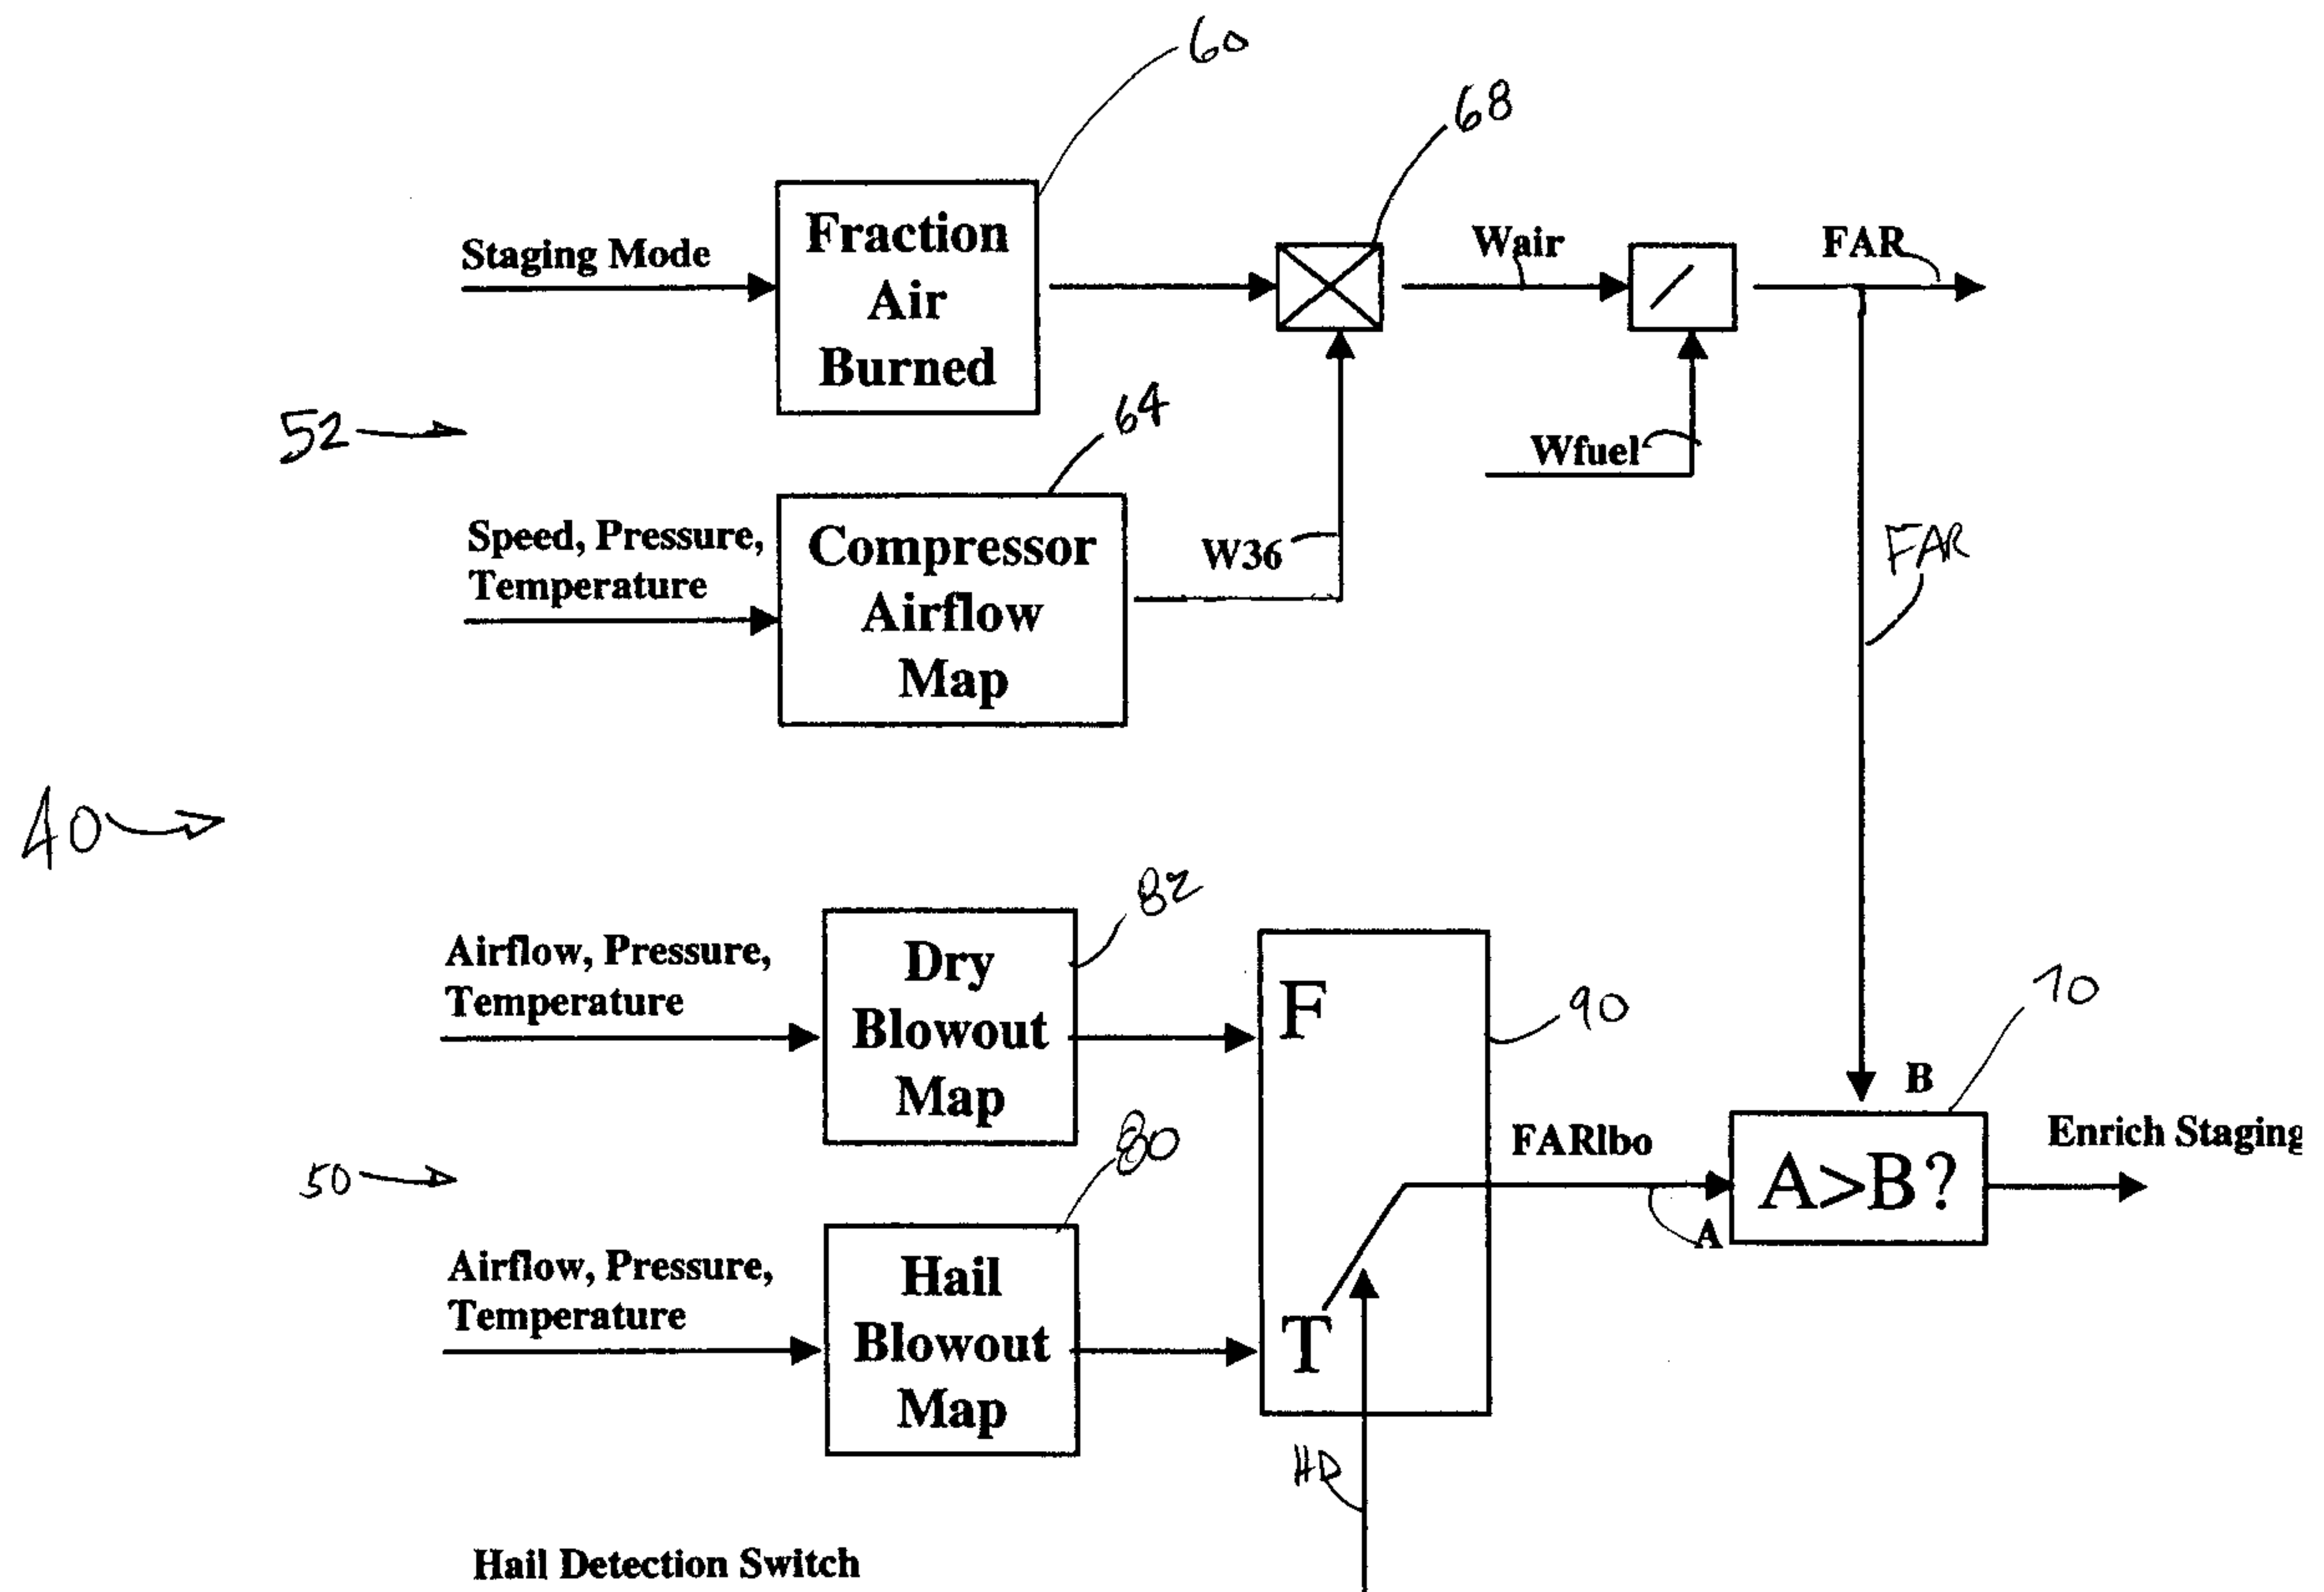 60
68
Staging Mode
Fraction
Air
Burned
Wair
FAR
52
64
Wfuel
Speed, Pressure,
Temperature
Compressor
Airflow
Map
W36
FAR
40
82
Airflow, Pressure,
Temperature
Dry
Blowout
Map
F
90
70
B
80
50
FARlbo
A>B?
Enrich Staging
A
Airflow, Pressure,
Temperature
Hail
Blowout
Map
T
HD
Hail Detection Switch